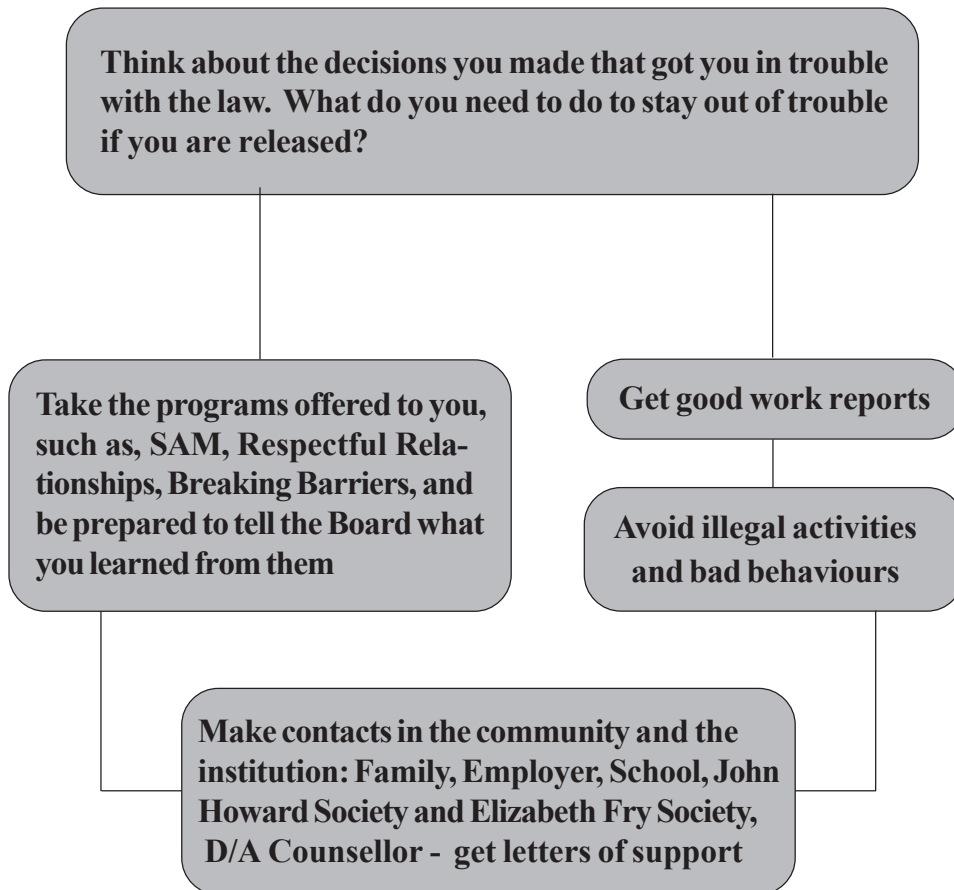 Think about the decisions you made that got you in trouble
with the law.  What do you need to do to stay out of trouble
if you are released?
Take the programs offered to you,
such as, SAM, Respectful Rela-
tionships, Breaking Barriers, and
be prepared to tell the Board what
you learned from them
Get good work reports
Avoid illegal activities
and bad behaviours
Make contacts in the community and the
institution: Family, Employer, School, John
Howard Society and Elizabeth Fry Society,
D/A Counsellor -  get letters of support